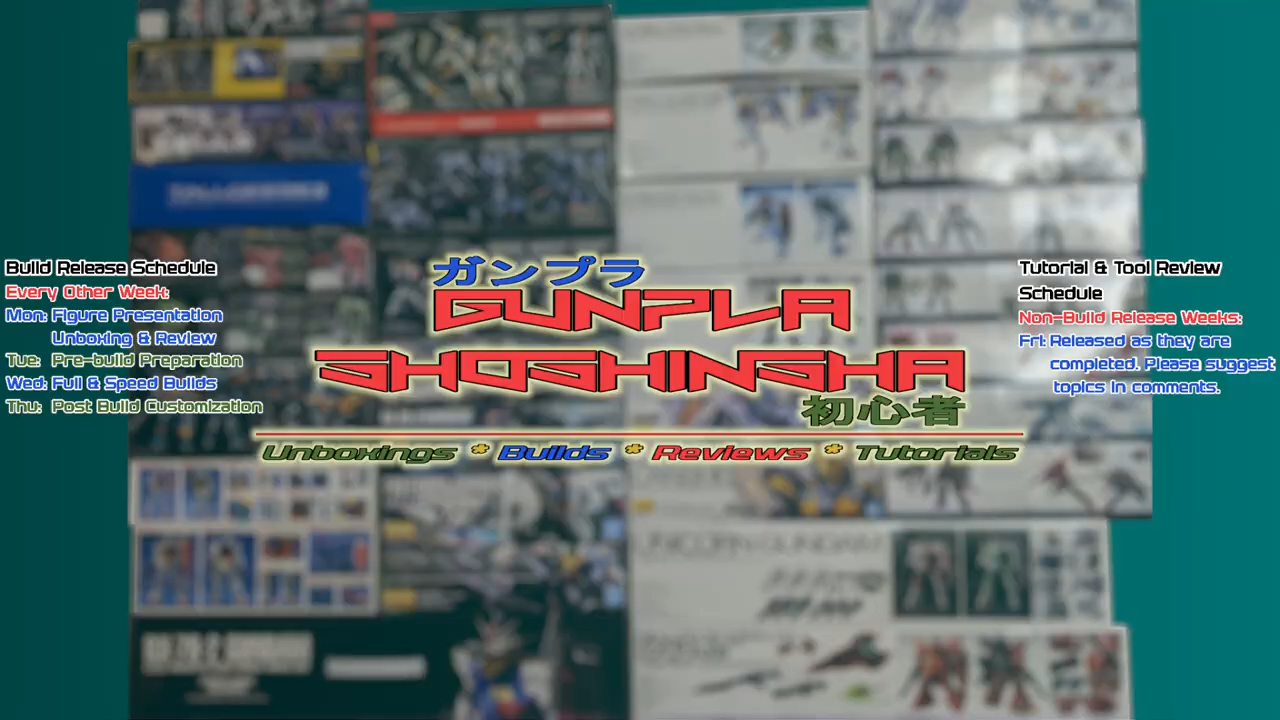 Build Release Schedule
Every Other Week:
Mon: Figure Presentation
Unboxing & Review
Tue: Pre-build Preparation
Wed: Full & Speed Builds
Thu: Post Build Customization
ガンプラ
GUNPLA
SHOSHINSHA
初心者
Unboxings * Builds * Reviews * Tutorials
Tutorial & Tool Review
Schedule
Non-Build Release Weeks:
Fri: Released as they are
completed. Please suggest
topics in comments.